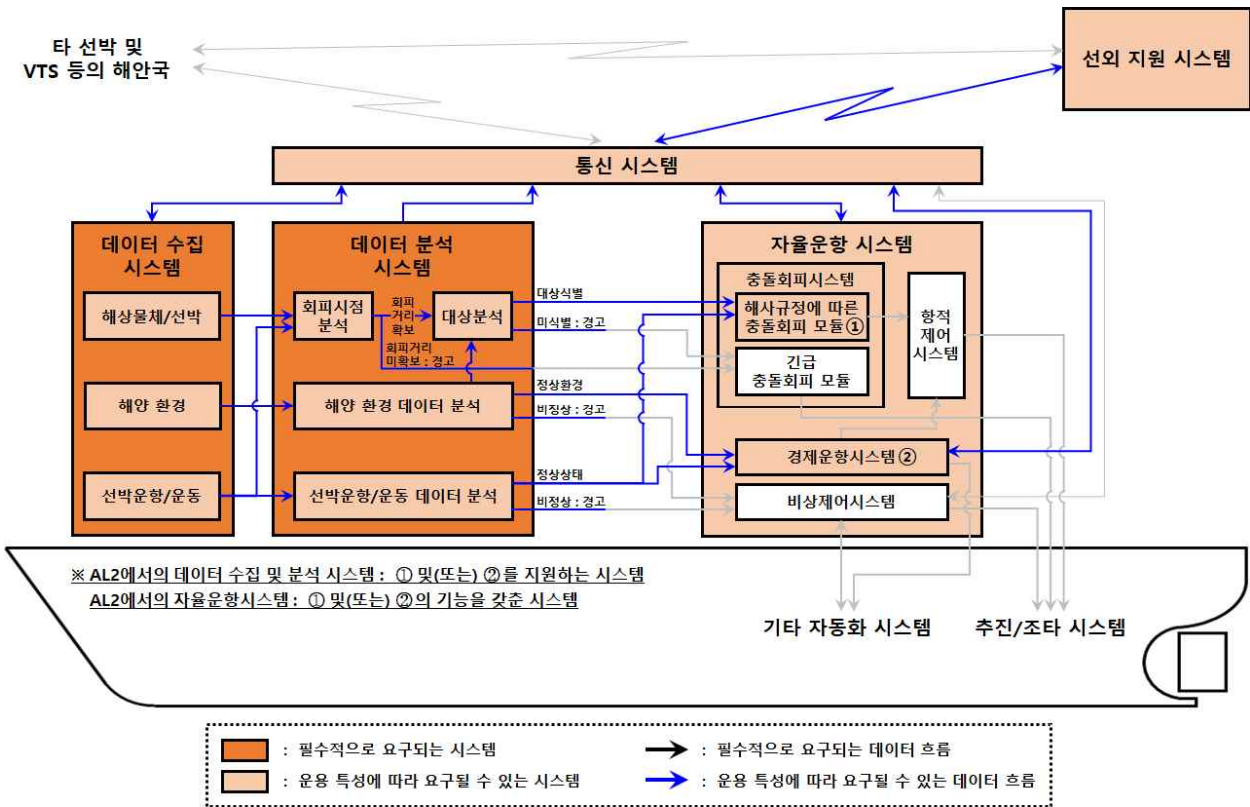 타 선박 및
VTS 등의 해안국
선외 지원 시스템
통신 시스템
데이터 수집
시스템
해상물체/선박
해양 환경
선박운항/운동
데이터 분석
시스템
회피시점
분석
회피
거리
확보
대상분석
회피거리
미확보 : 경고
해양 환경 데이터 분석
선박운항/운동 데이터 분석
대상식별
미식별 : 경고
정상환경
비정상 : 경고
정상상태
비정상 : 경고
자율운항 시스템
충돌회피시스템
해사규정에 따른
충돌회피 모듈①
긴급
충돌회피 모듈
항적
제어
시스템
경제운항시스템②
비상제어시스템
※ AL2에서의 데이터 수집 및 분석 시스템 : ① 및(또는) ②를 지원하는 시스템
AL2에서의 자율운항시스템 : ① 및(또는) ②의 기능을 갖춘 시스템
기타 자동화 시스템
추진/조타 시스템
: 필수적으로 요구되는 시스템
: 필수적으로 요구되는 데이터 흐름
: 운용 특성에 따라 요구될 수 있는 시스템
: 운용 특성에 따라 요구될 수 있는 데이터 흐름